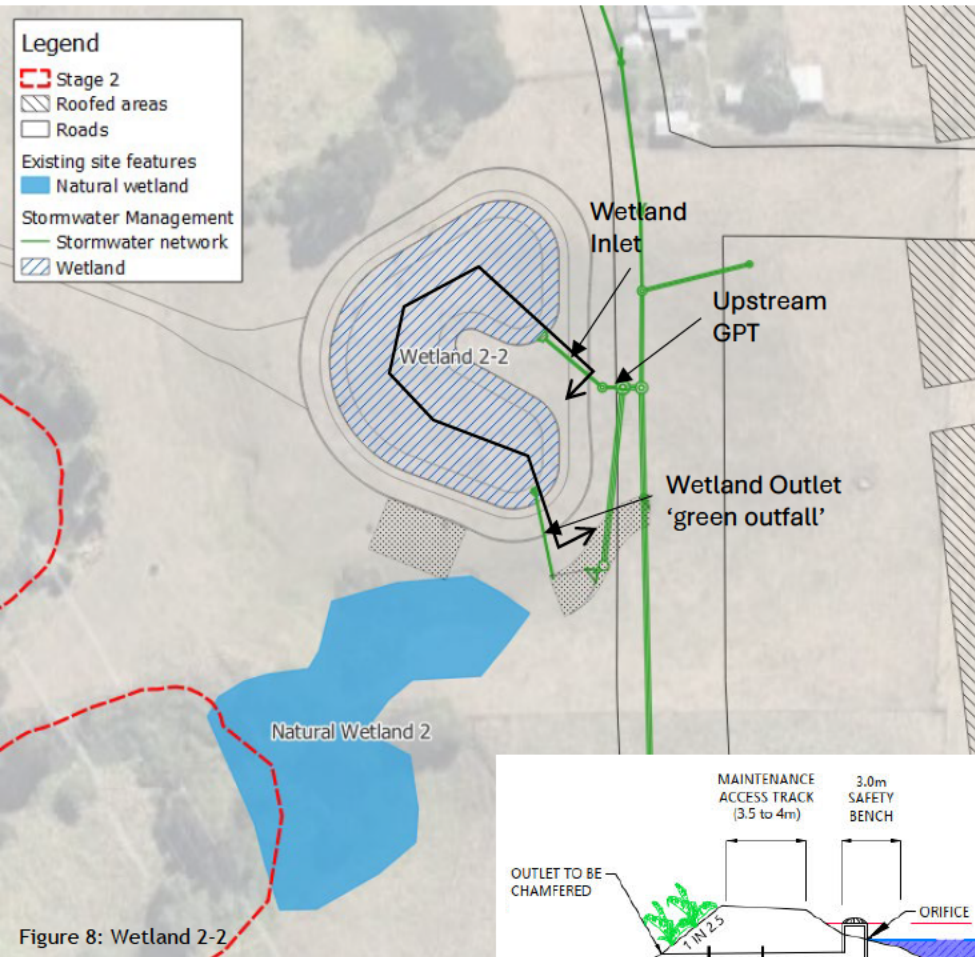 Legend
Stage 2
Roofed areas
Roads
Existing site features
Natural wetland
Stormwater Management
Stormwater network
Wetland
Wetland
Inlet
Upstream
GPT
Wetland 2-2
Wetland Outlet
‘green outfall’
Natural Wetland 2
MAINTENANCE
ACCESS TRACK
(3.5 to 4m)
3.0m
SAFETY
BENCH
OUTLET TO BE
CHAMFERED
ORIFICE
1 IN 2.5
Figure 8: Wetland 2-2